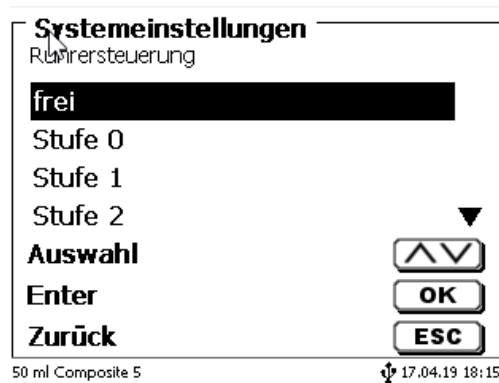 Systemeinstellungen
Rührersteuerung
frei
Stufe 0
Stufe 1
Stufe 2
Auswahl
Enter OK
Zurück ESC
50 ml Composite 5 17.04.19 18:15